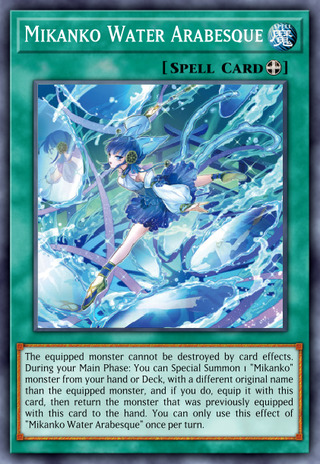 Mikanko Water Arabesque
魔
[Spell Card]
The equipped monster cannot be destroyed by card effects.
During your Main Phase: You can Special Summon 1 "Mikanko"
monster from your hand or Deck, with a different original name
than the equipped monster, and if you do, equip it with this
card, then return the monster that was previously equipped
with this card to the hand. You can only use this effect of
"Mikanko Water Arabesque" once per turn.